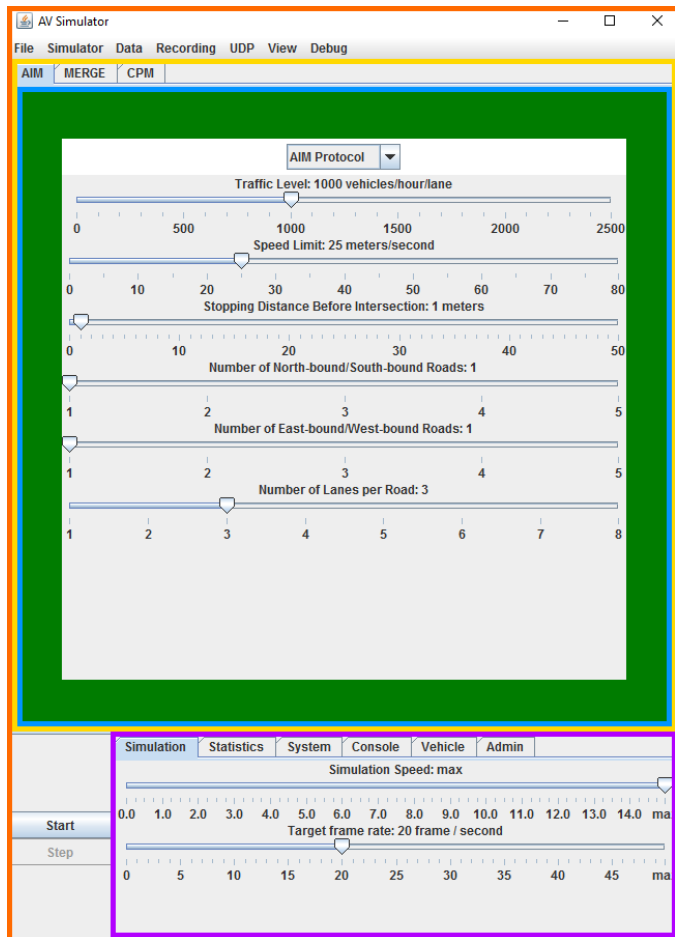 AV Simulator
File Simulator Data Recording UDP View Debug
AIM MERGE CPM
AIM Protocol
Traffic Level: 1000 vehicles/hour/lane
0 500 1000 1500 2000 2500
Speed Limit: 25 meters/second
0 10 20 30 40 50 60 70 80
Stopping Distance Before Intersection: 1 meters
0 10 20 30 40 50
Number of North-bound/South-bound Roads: 1
1 2 3 4 5
Number of East-bound/West-bound Roads: 1
1 2 3 4 5
Number of Lanes per Road: 3
1 2 3 4 5 6 7 8
Simulation Statistics System Console Vehicle Admin
Simulation Speed: max
0.0 1.0 2.0 3.0 4.0 5.0 6.0 7.0 8.0 9.0 10.0 11.0 12.0 13.0 14.0 ma
Start
Target frame rate: 20 frame / second
Step
0 5 10 15 20 25 30 35 40 45 ma